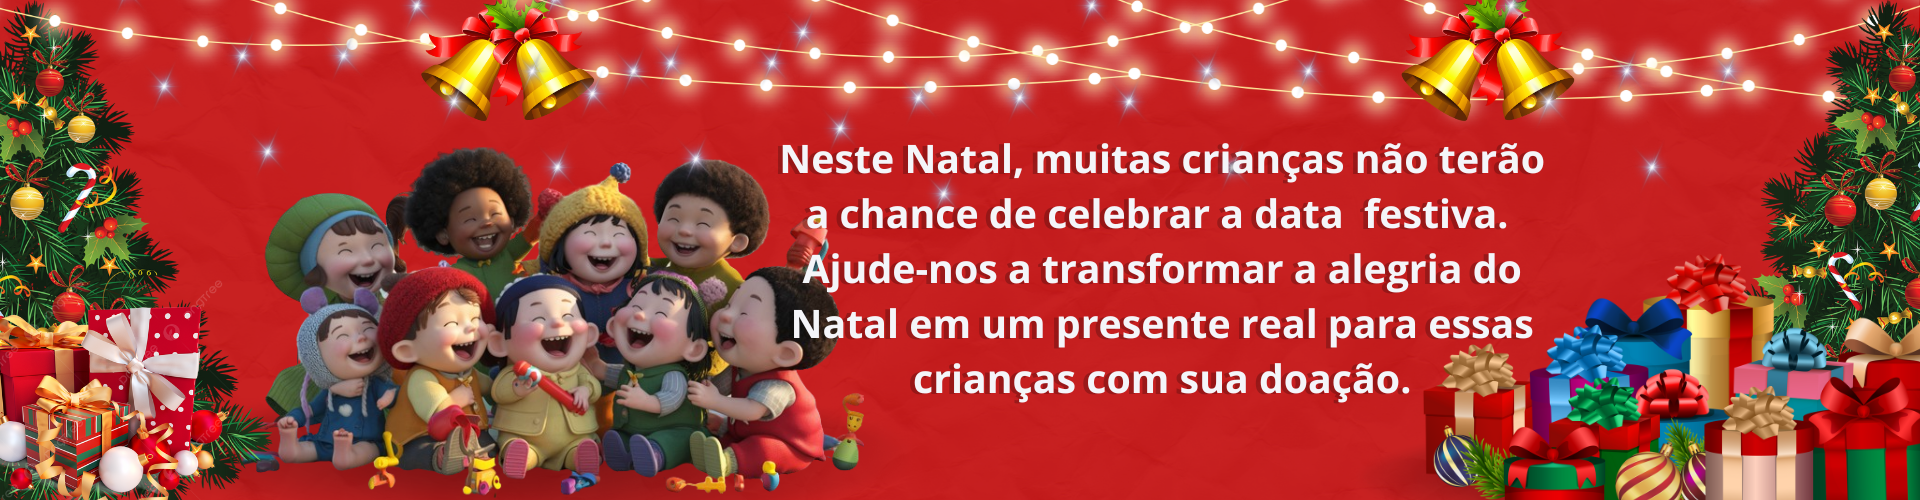 Neste Natal, muitas crianças não terão
a chance de celebrar a data  festiva.
Ajude-nos a transformar a alegria do
Natal em um presente real para essas
crianças com sua doação.